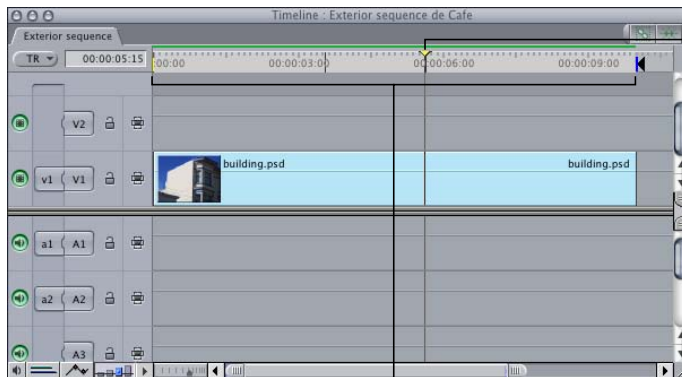 Timeline : Exterior sequence de Cafe
Exterior sequence
TR 00:00:05:15
00:00 00:00:03:00 00:00:06:00 00:00:09:00
V2
v1 V1 building.psd building.psd
a1 A1
a2 A2
A3